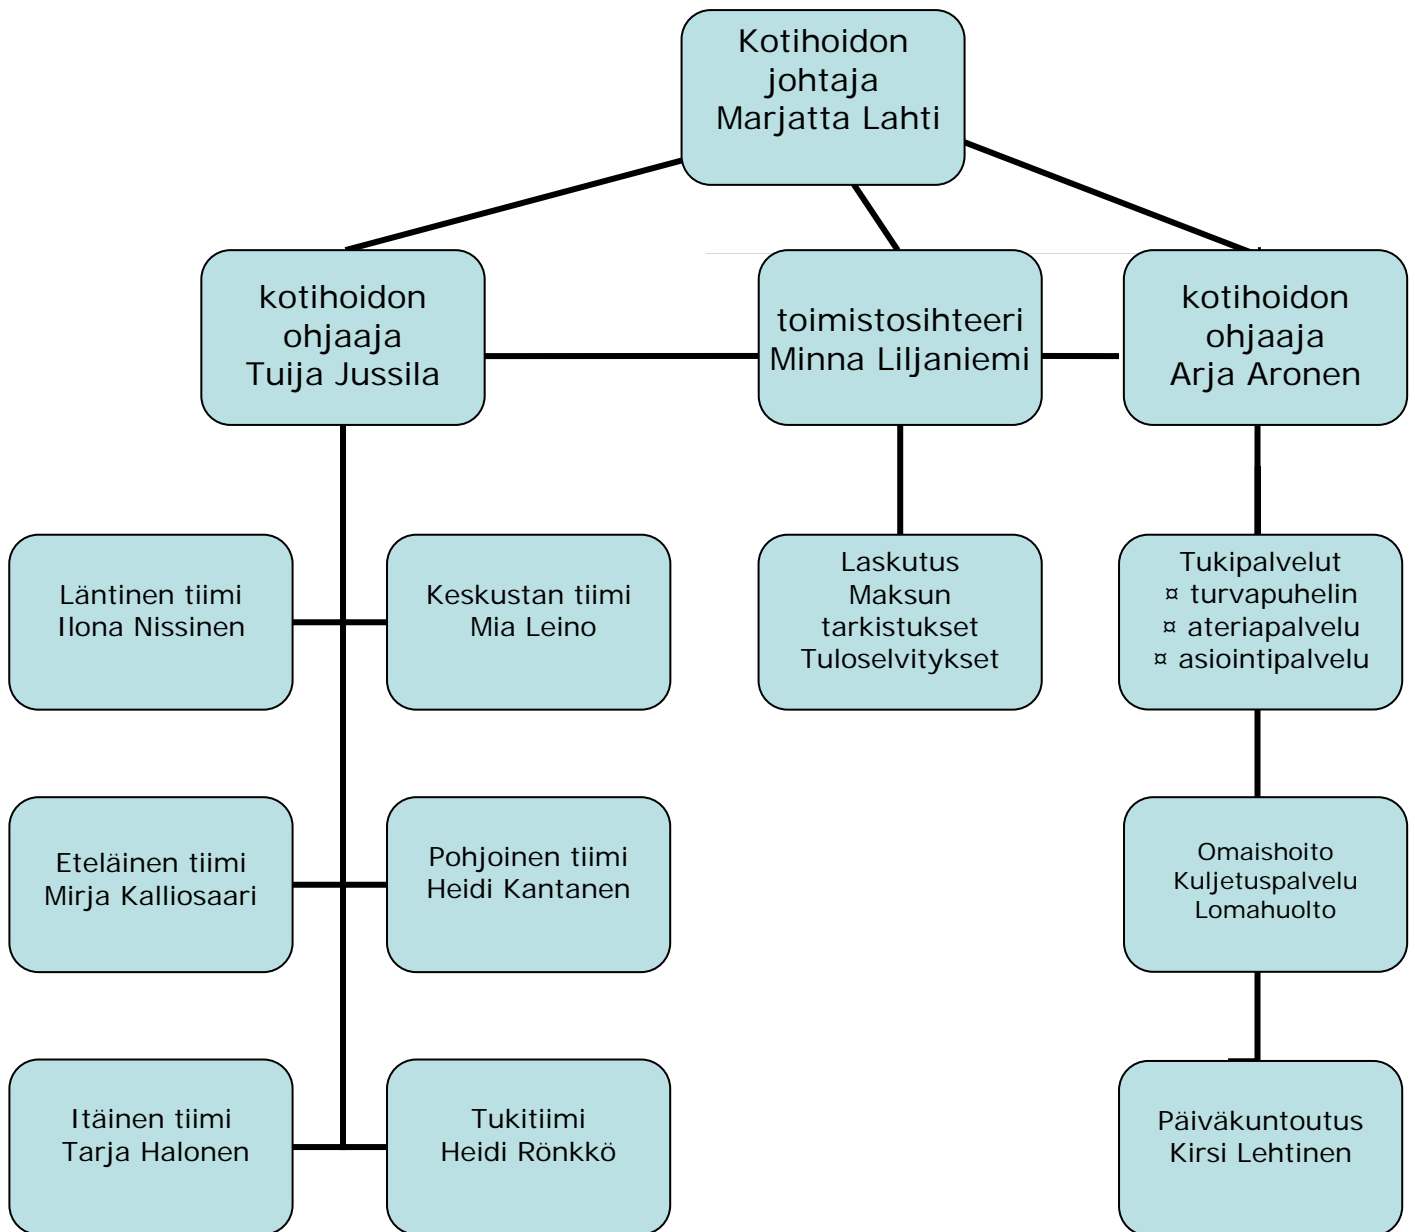 Kotihoidon
johtaja
Marjatta Lahti
kotihoidon
ohjaaja
Tuija Jussila
toimistosihteeri
Minna Liljaniemi
kotihoidon
ohjaaja
Arja Aronen
Läntinen tiimi
Ilona Nissinen
Keskustan tiimi
Mia Leino
Laskutus
Maksun
tarkistukset
Tuloselvitykset
Tukipalvelut
¤ turvapuhelin
¤ ateriapalvelu
¤ asiointipalvelu
Eteläinen tiimi
Mirja Kalliosaari
Pohjoinen tiimi
Heidi Kantanen
Omaishoito
Kuljetuspalvelu
Lomahuolto
Itäinen tiimi
Tarja Halonen
Tukitiimi
Heidi Rönkkö
Päiväkuntoutus
Kirsi Lehtinen